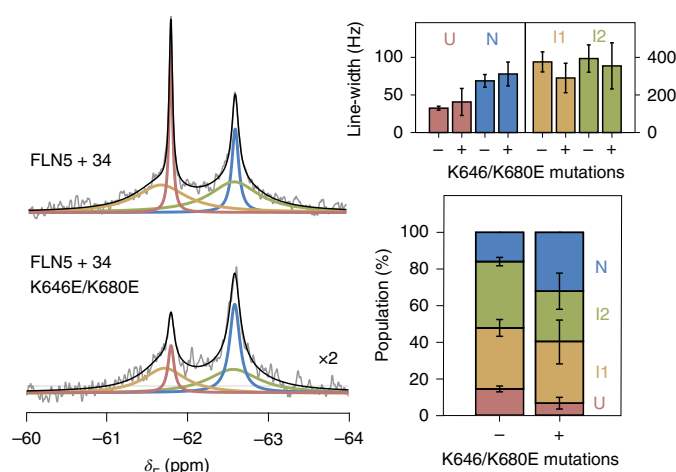 FLN5 + 34
FLN5 + 34
K646E/K680E
×2
–60 –61 –62 –63 –64
δF (ppm)
Line-width (Hz)
100
50
0
U N I1 I2
400
200
0
– + – + – + – +
K646/K680E mutations
Population (%)
100
80
60
40
20
0
N
I2
I1
U
– +
K646/K680E mutations